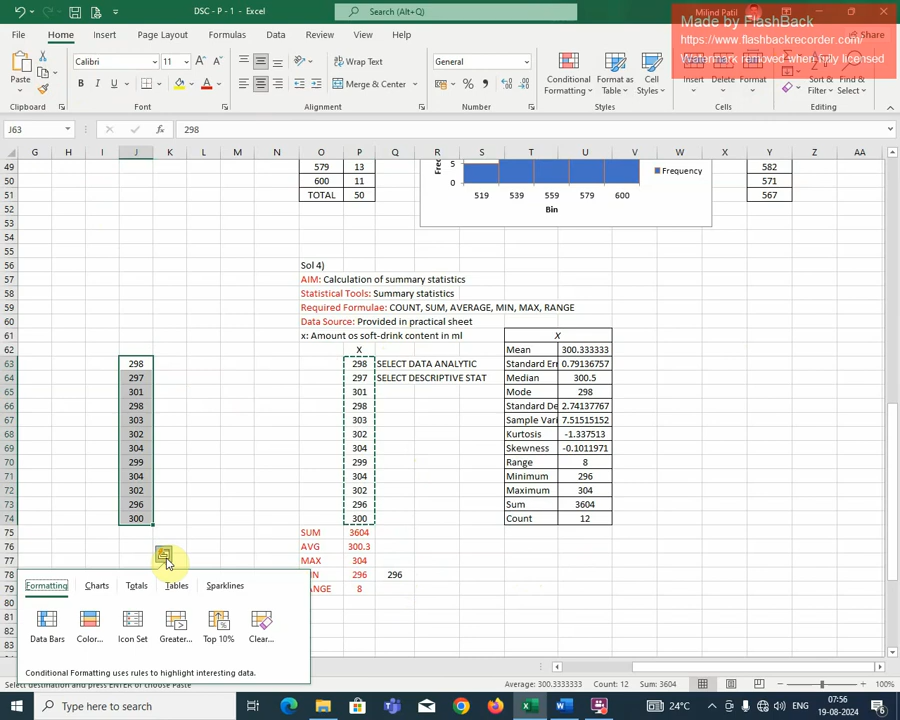 DSC - P - 1 - Excel
Search (Alt+Q)
Milind Patil
Made by FlashBack
https://www.flashbackrecorder.com/
Watermark removed when fully licensed
File Home Insert Page Layout Formulas Data Review View Help Share
Paste
Calibri 11
Wrap Text
Merge & Center
General
Conditional Formatting
Format as Table
Cell Styles
Insert Delete Format
Sort & Filter
Find & Select
Clipboard Font Alignment Number Styles Cells Editing
J63 fx 298
G H I J K L M N O P Q R S T U V W X Y Z AA
49 579 13 5 582
50 600 11 0 Frequency 571
51 TOTAL 50 519 539 559 579 600 567
52 Bin
53
54
55
56 Sol 4)
57 AIM: Calculation of summary statistics
58 Statistical Tools: Summary statistics
59 Required Formulae: COUNT, SUM, AVERAGE, MIN, MAX, RANGE
60 Data Source: Provided in practical sheet
61 x: Amount os soft-drink content in ml X
62 X Mean 300.333333
63 298 298 SELECT DATA ANALYTIC Standard Err 0.79136757
64 297 297 SELECT DESCRIPTIVE STAT Median 300.5
65 301 301 Mode 298
66 298 298 Standard De 2.74137767
67 303 303 Sample Vari 7.51515152
68 302 302 Kurtosis -1.337513
69 304 304 Skewness -0.1011971
70 299 299 Range 8
71 304 304 Minimum 296
72 302 302 Maximum 304
73 296 296 Sum 3604
74 300 300 Count 12
75 SUM 3604
76 AVG 300.3
77 MAX 304
78 IN 296 296
79 ANGE 8
80
81
82
83
Formatting Charts Totals Tables Sparklines
Data Bars Color... Icon Set Greater... Top 10% Clear...
Conditional Formatting uses rules to highlight interesting data.
Select destination and press ENTER or choose Paste
Average: 300.3333333 Count: 12 Sum: 3604
100%
Type here to search
24°C
07:56
19-08-2024
6